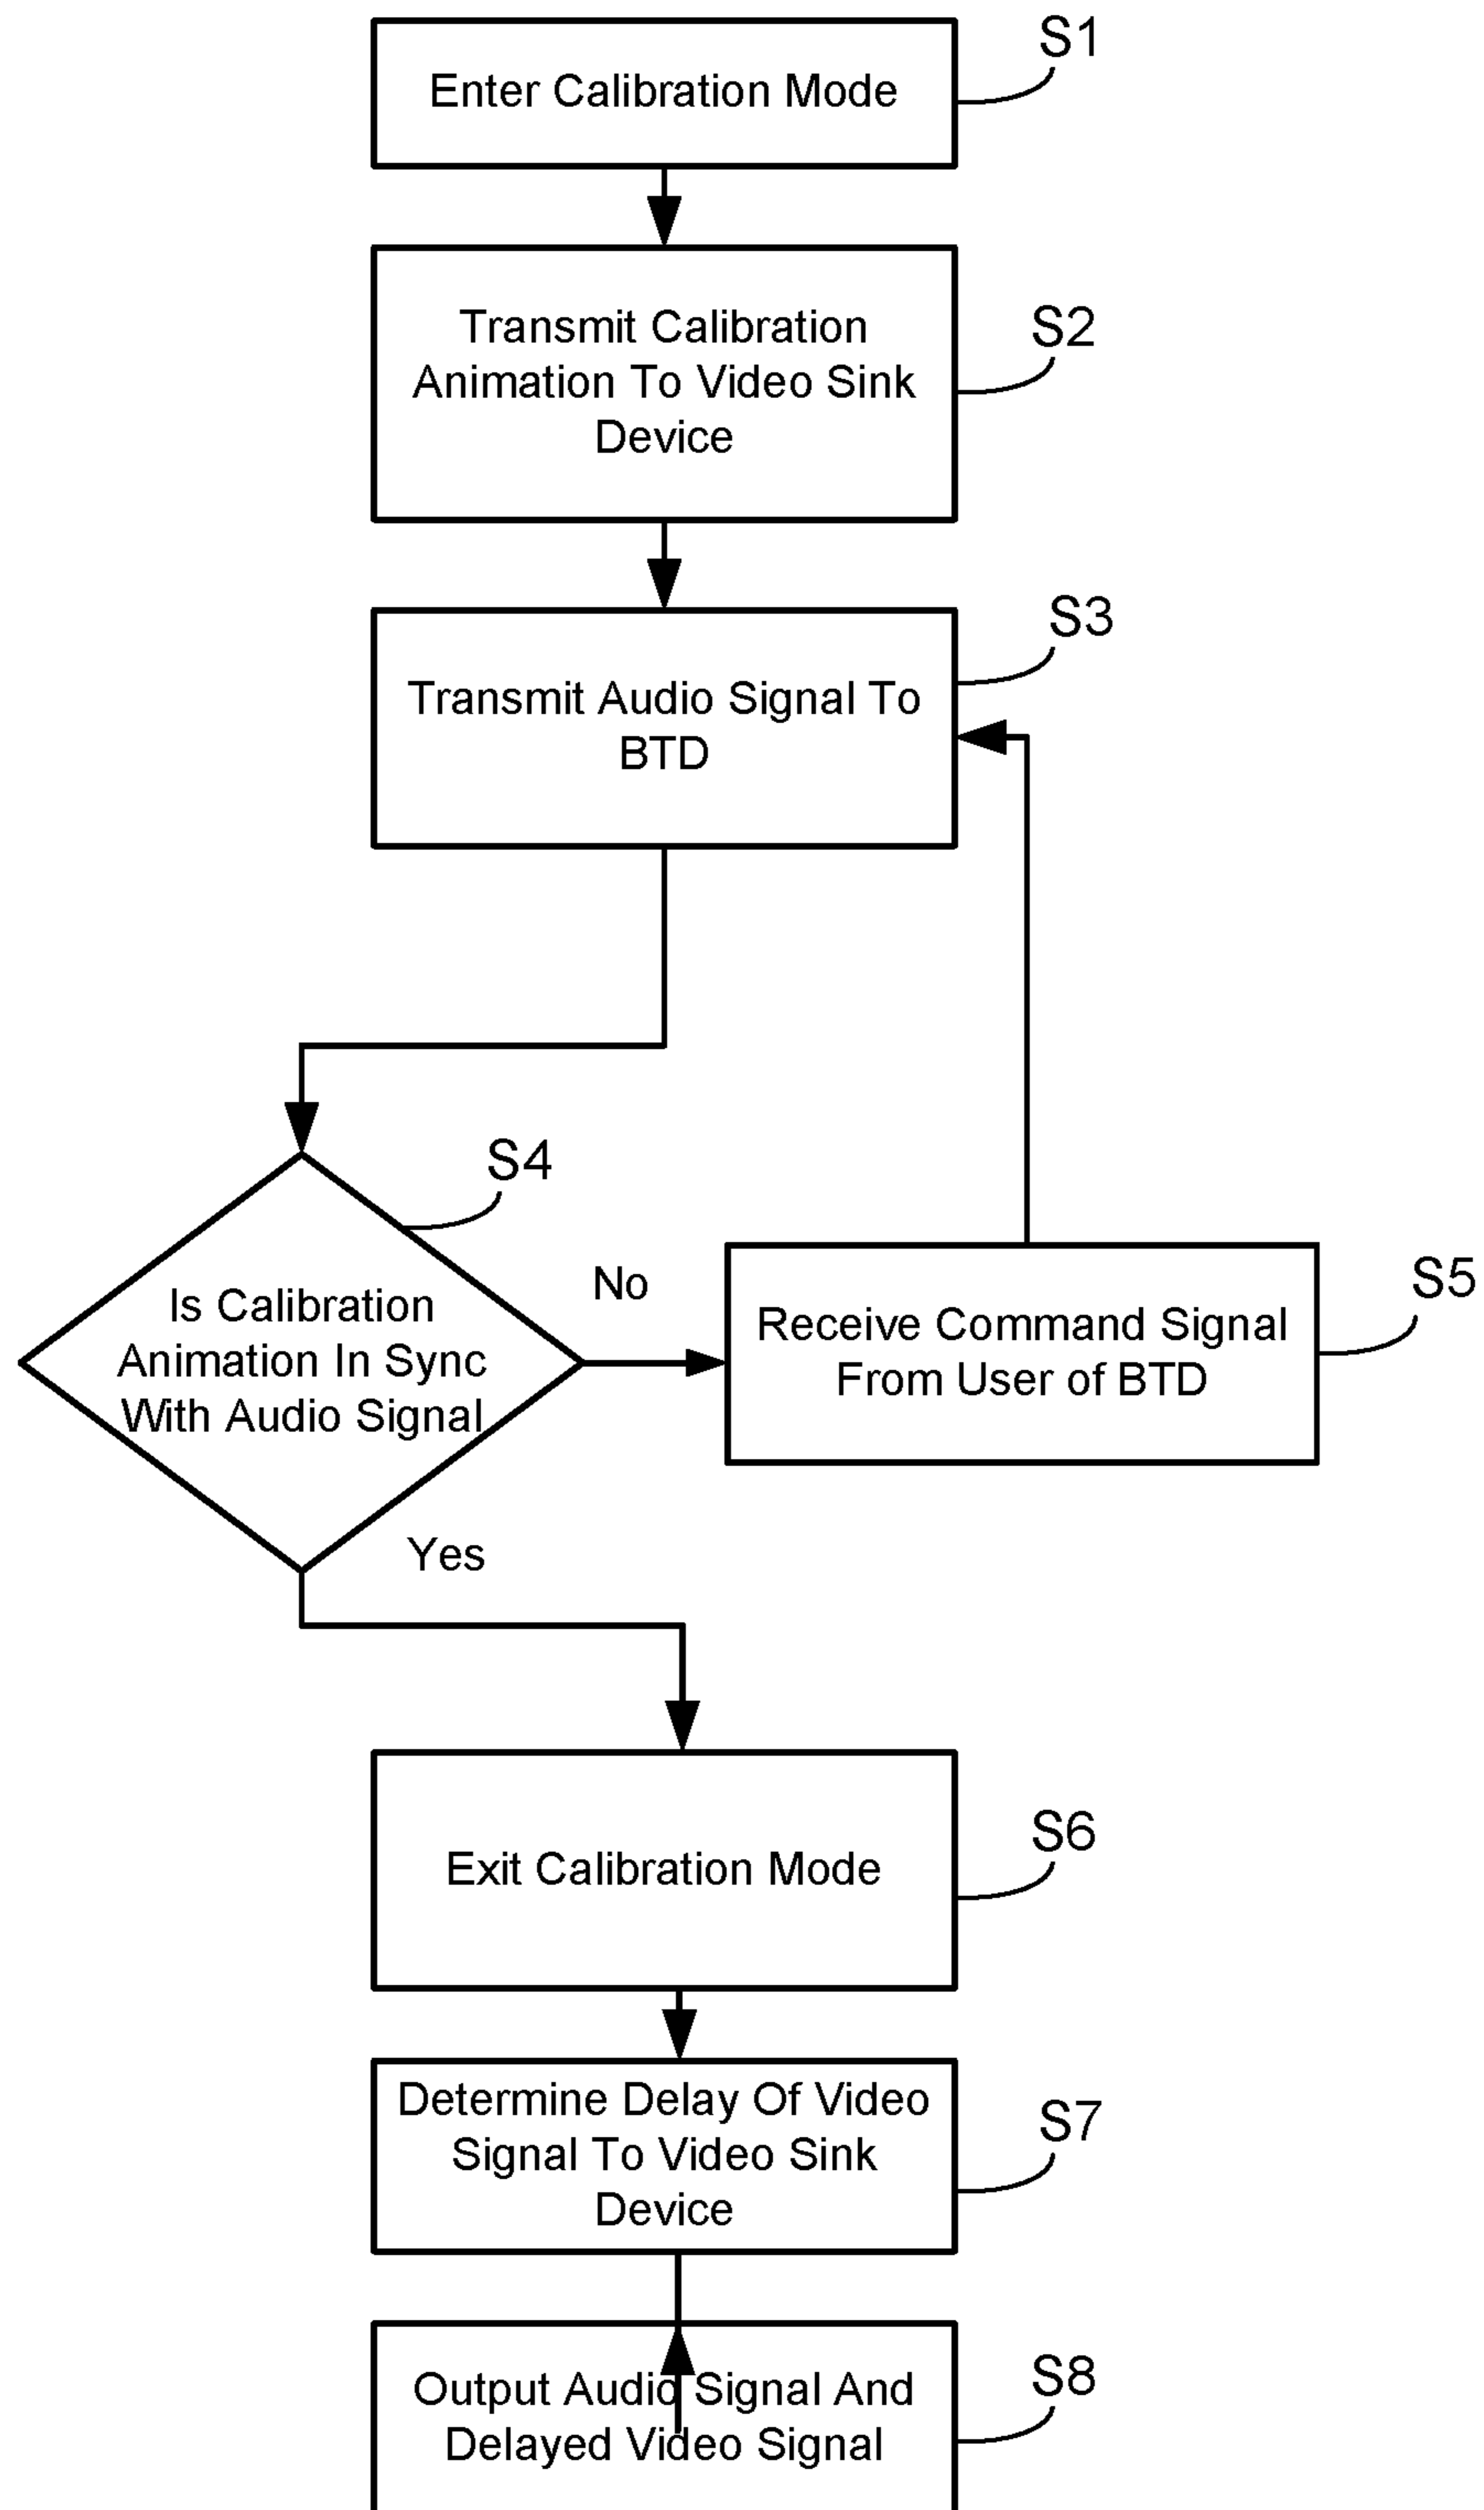 S1
Enter Calibration Mode
S2
Transmit Calibration
Animation To Video Sink
Device
S3
Transmit Audio Signal To
BTD
S4
Is Calibration
Animation In Sync
With Audio Signal
No
S5
Receive Command Signal
From User of BTD
Yes
S6
Exit Calibration Mode
S7
Determine Delay Of Video
Signal To Video Sink
Device
S8
Output Audio Signal And
Delayed Video Signal